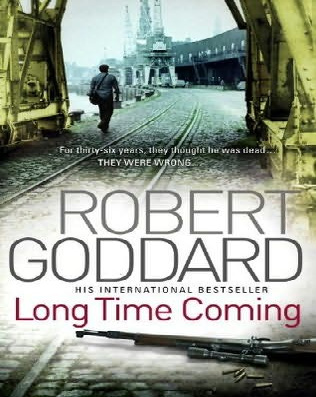 For thirty-six years, they thought he was dead....
THEY WERE WRONG.
ROBERT
GODDARD
HIS INTERNATIONAL BESTSELLER
Long Time Coming